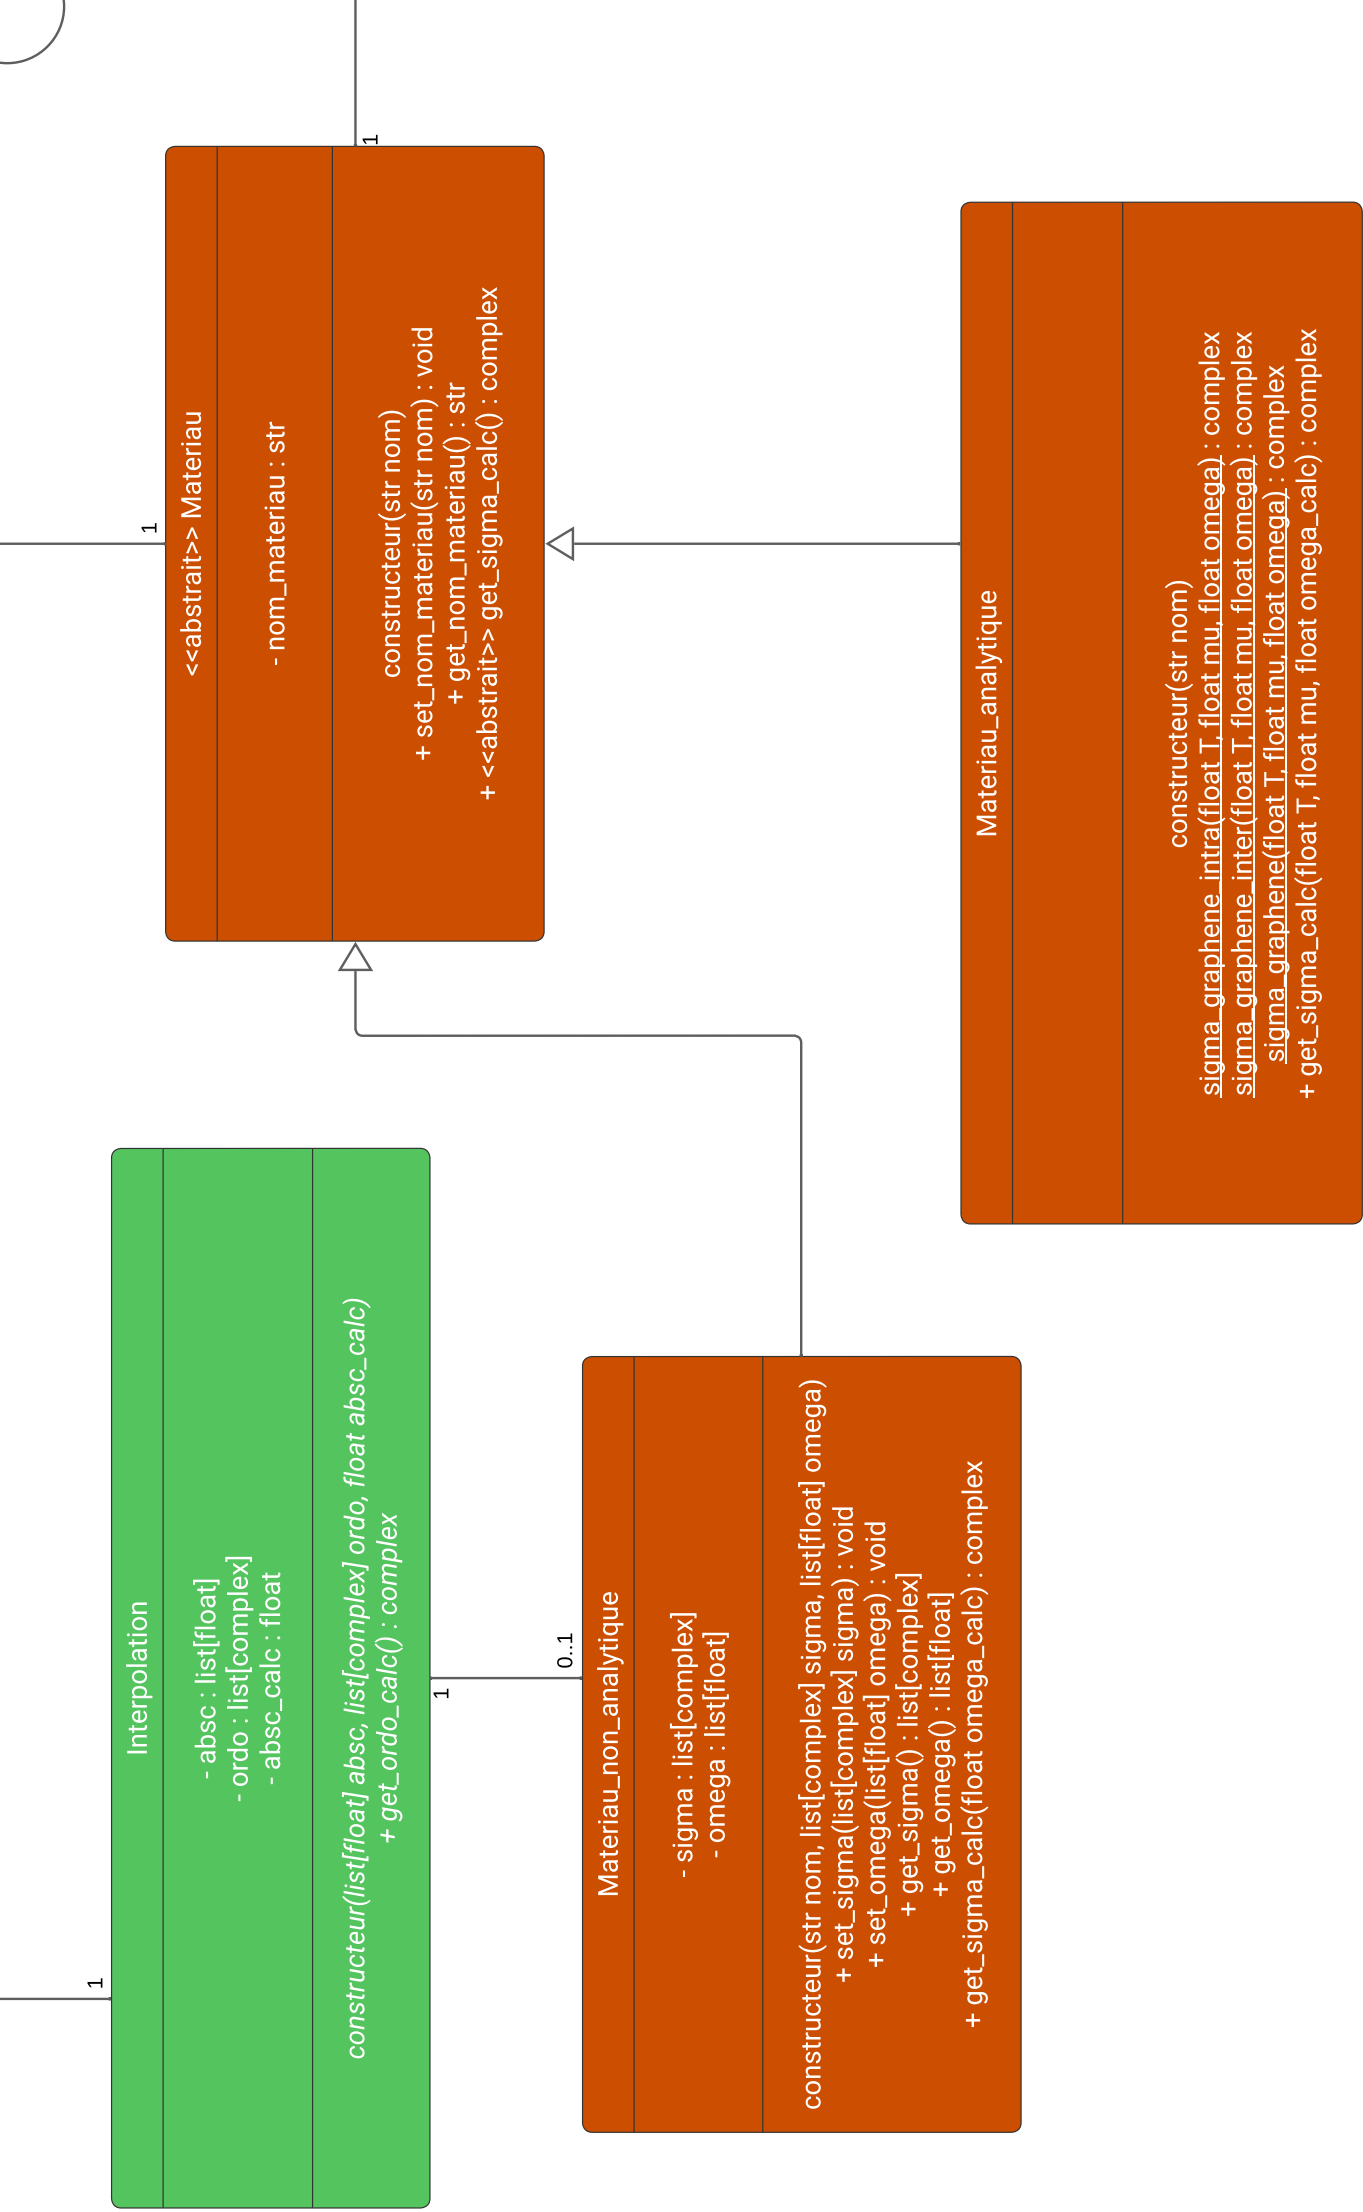 Interpolation
- absc : list[float]
- ordo : list[complex]
- absc_calc : float
constructeur(list[float] absc, list[complex] ordo, float absc_calc)
+ get_ordo_calc() : complex
1
1
0..1
<<abstrait>> Materiau
- nom_materiau : str
constructeur(str nom)
+ set_nom_materiau(str nom) : void
+ get_nom_materiau() : str
+ <<abstrait>> get_sigma_calc() : complex
1
1
Materiau_non_analytique
- sigma : list[complex]
- omega : list[float]
constructeur(str nom, list[complex] sigma, list[float] omega)
+ set_sigma(list[complex] sigma) : void
+ set_omega(list[float] omega) : void
+ get_sigma() : list[complex]
+ get_omega() : list[float]
+ get_sigma_calc(float omega_calc) : complex
Materiau_analytique
constructeur(str nom)
sigma_graphene_intra(float T, float mu, float omega) : complex
sigma_graphene_inter(float T, float mu, float omega) : complex
sigma_graphene(float T, float mu, float omega) : complex
+ get_sigma_calc(float T, float mu, float omega_calc) : complex